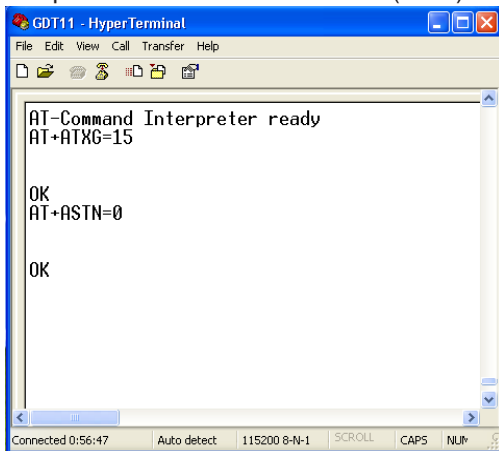 GDT11 - HyperTerminal
File Edit View Call Transfer Help
AT-Command Interpreter ready
AT+ATXG=15
OK
AT+ASTN=0
OK
Connected 0:56:47 Auto detect 115200 8-N-1 SCROLL CAPS